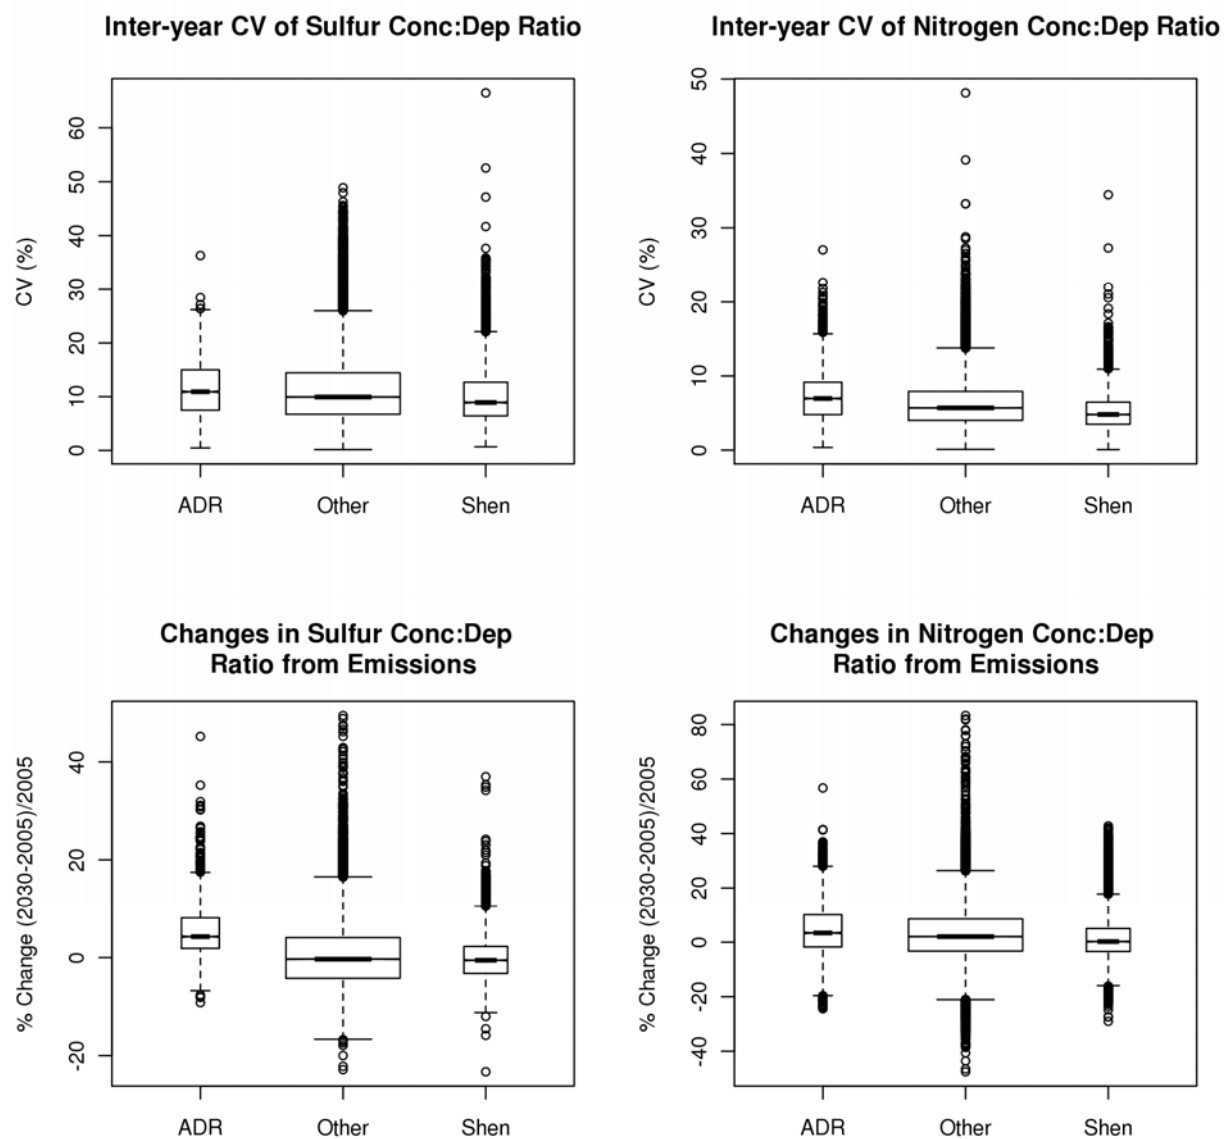 Inter-year CV of Sulfur Conc:Dep Ratio
CV (%)
60
50
40
30
20
10
0
ADR Other Shen
Inter-year CV of Nitrogen Conc:Dep Ratio
CV (%)
50
40
30
20
10
0
ADR Other Shen
Changes in Sulfur Conc:Dep
Ratio from Emissions
% Change (2030-2005)/2005
40
20
0
-20
ADR Other Shen
Changes in Nitrogen Conc:Dep
Ratio from Emissions
% Change (2030-2005)/2005
80
60
40
20
0
-20
-40
ADR Other Shen